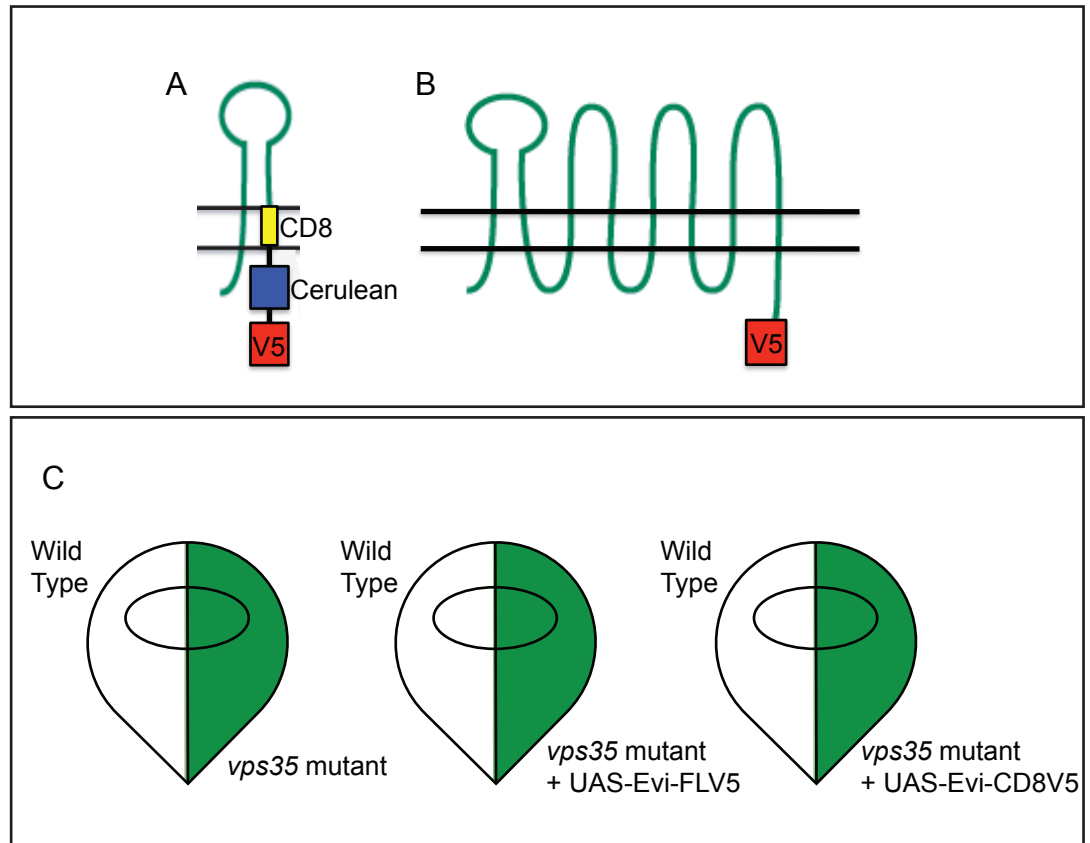 A
B
CD8
Cerulean
V5
V5
C
Wild
Type
vps35 mutant
Wild
Type
vps35 mutant
+ UAS-Evi-FLV5
Wild
Type
vps35 mutant
+ UAS-Evi-CD8V5